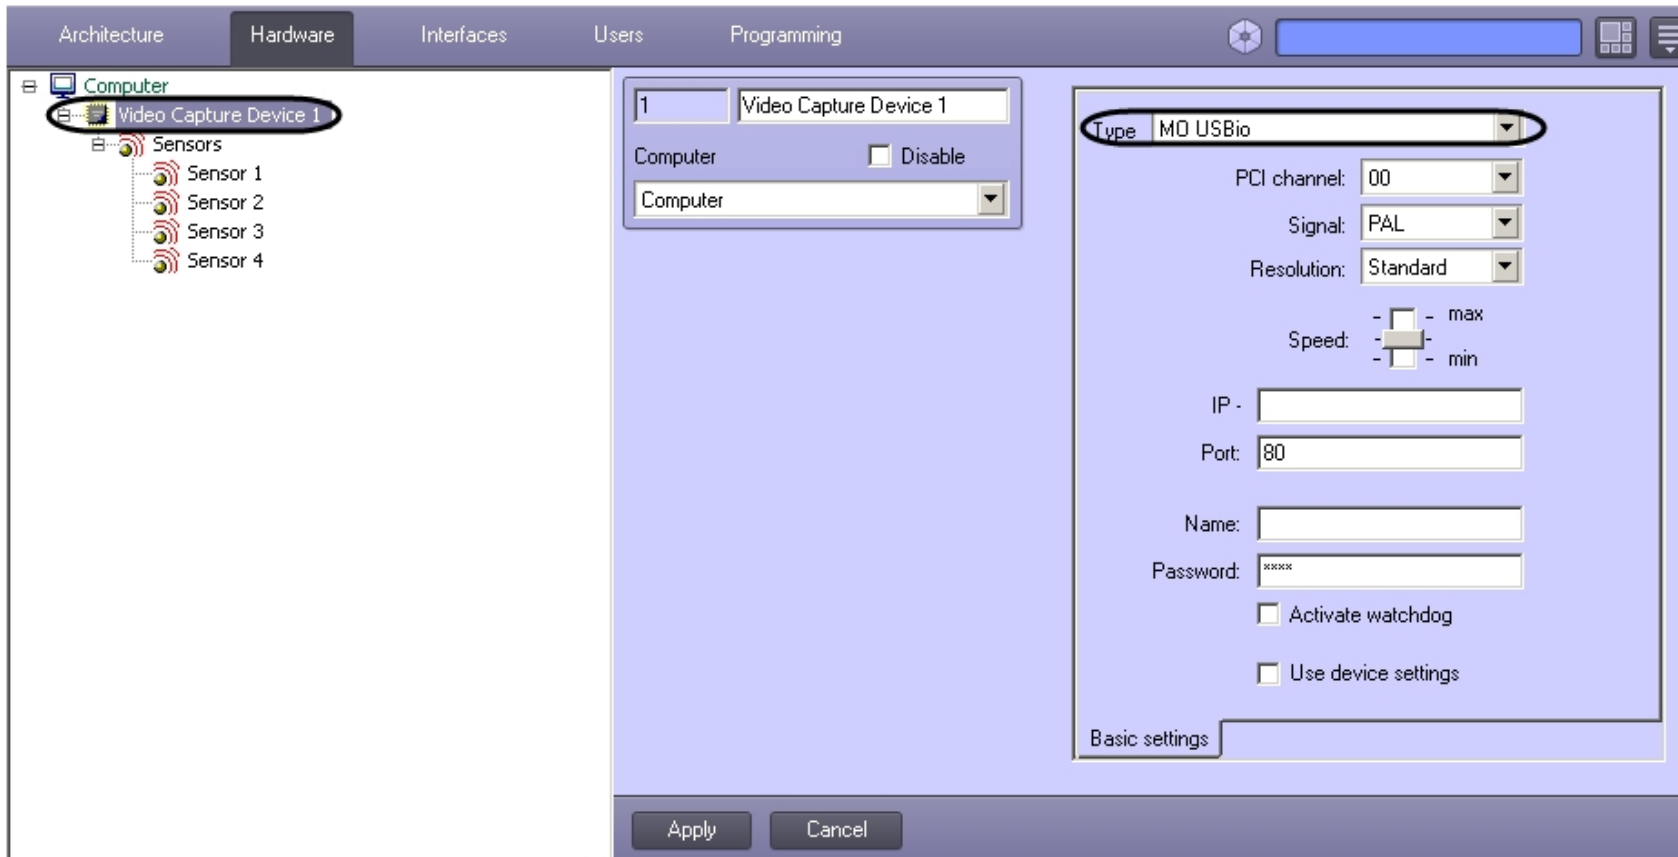 Architecture Hardware Interfaces Users Programming
Computer
Video Capture Device 1
Sensors
Sensor 1
Sensor 2
Sensor 3
Sensor 4
1 Video Capture Device 1
Computer Disable
Computer
Type MO USBio
PCI channel: 00
Signal: PAL
Resolution: Standard
max
Speed:
min
IP -
Port: 80
Name:
Password: ****
Activate watchdog
Use device settings
Basic settings
Apply Cancel